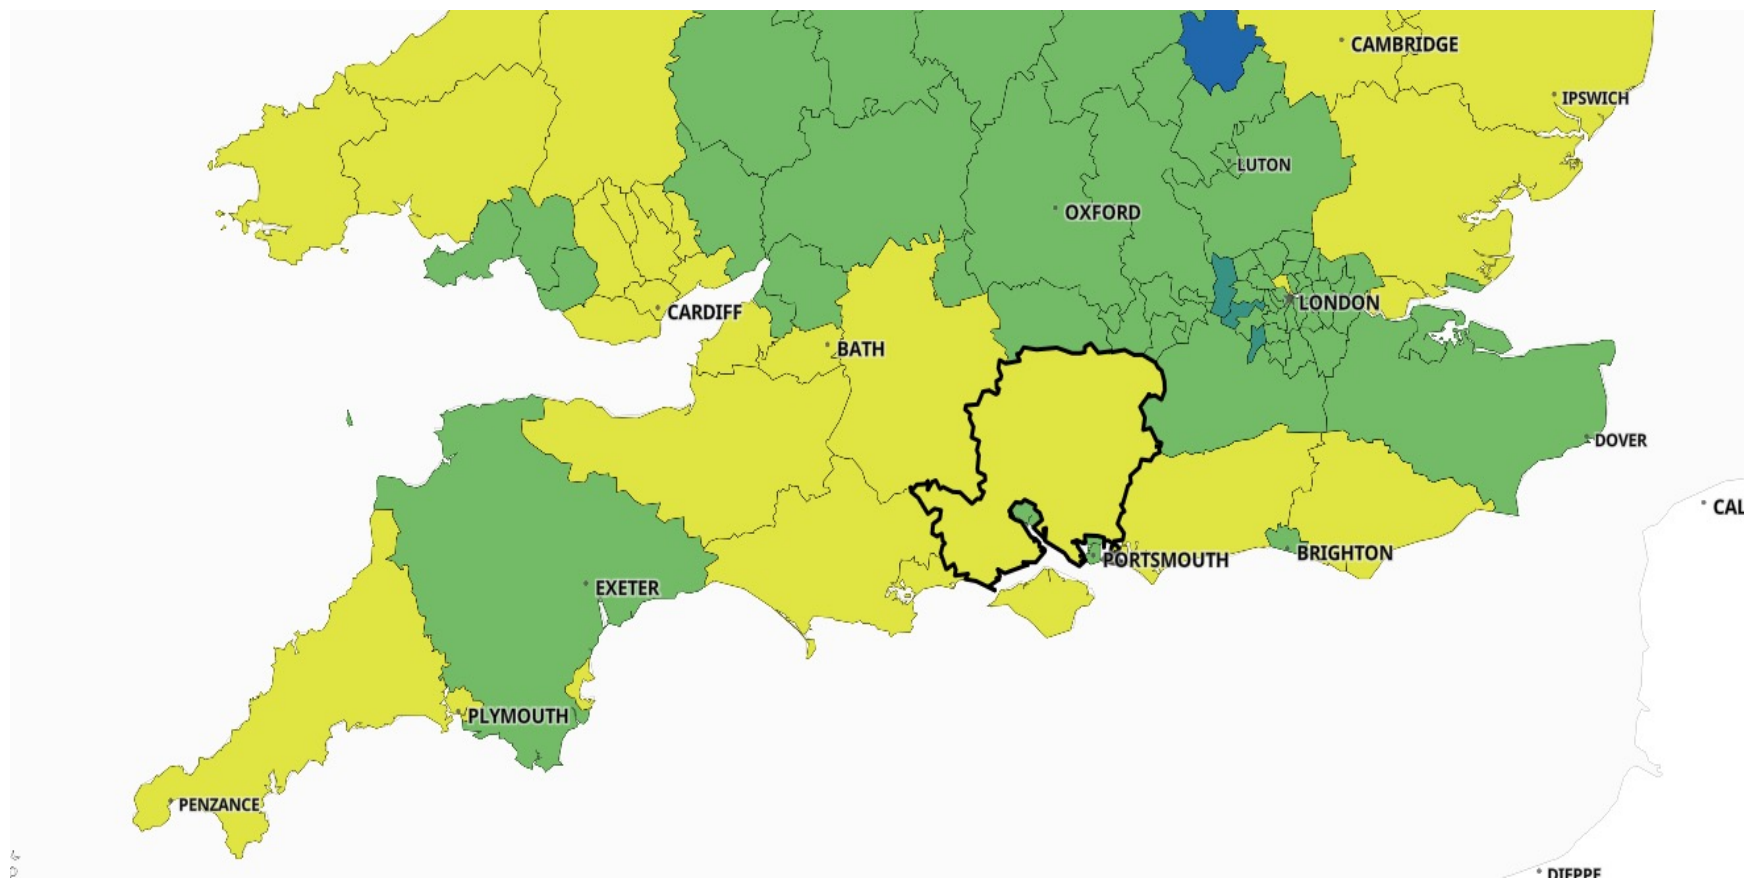 CAMBRIDGE
IPSWICH
LUTON
OXFORD
LONDON
CARDIFF
BATH
DOVER
CAL
PORTSMOUTH
BRIGHTON
EXETER
PLYMOUTH
PENZANCE
DIEPPE